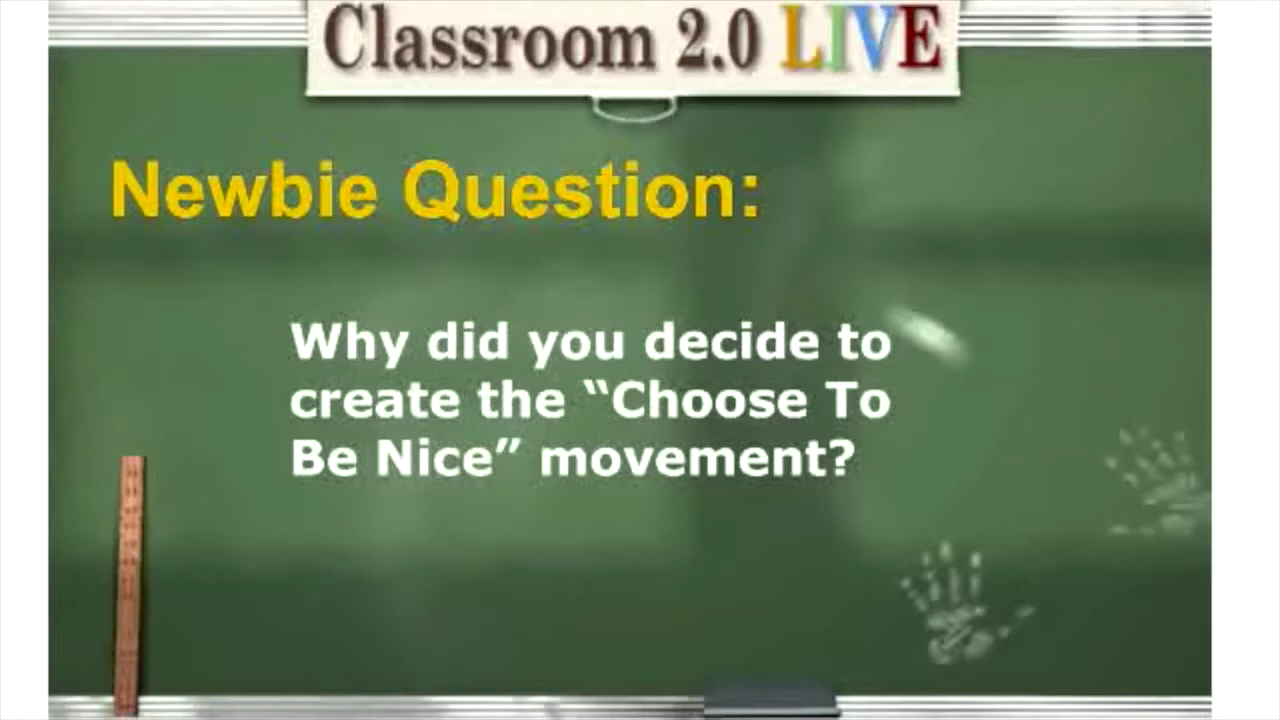 Classroom 2.0 LIVE
Newbie Question:
Why did you decide to
create the “Choose To
Be Nice” movement?